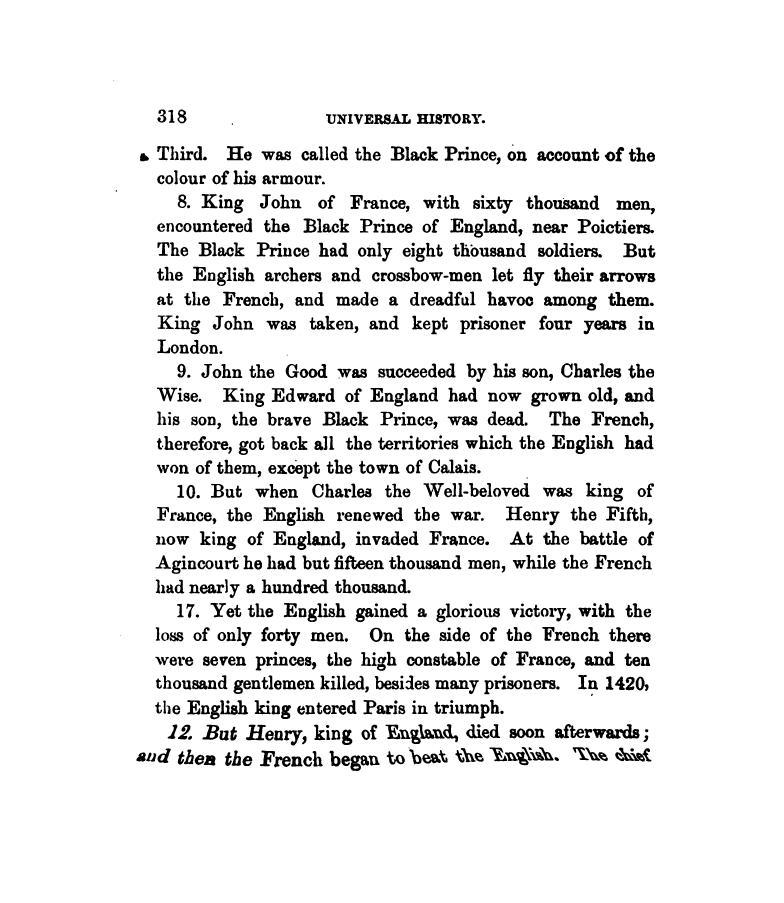 318 UNIVERSAL HISTORY.
Third. He was called the Black Prince, on account of the
colour of his armour.
8. King John of France, with sixty thousand men,
encountered the Black Prince of England, near Poictiers.
The Black Prince had only eight thousand soldiers. But
the English archers and crossbow-men let fly their arrows
at the French, and made a dreadful havoc among them.
King John was taken, and kept prisoner four years in
London.
9. John the Good was succeeded by his son, Charles the
Wise. King Edward of England had now grown old, and
his son, the brave Black Prince, was dead. The French,
therefore, got back all the territories which the English had
won of them, except the town of Calais.
10. But when Charles the Well-beloved was king of
France, the English renewed the war. Henry the Fifth,
now king of England, invaded France. At the battle of
Agincourt he had but fifteen thousand men, while the French
had nearly a hundred thousand.
17. Yet the English gained a glorious victory, with the
loss of only forty men. On the side of the French there
were seven princes, the high constable of France, and ten
thousand gentlemen killed, besides many prisoners. In 1420,
the English king entered Paris in triumph.
12. But Henry, king of England, died soon afterwards;
and then the French began to beat the English. The chief